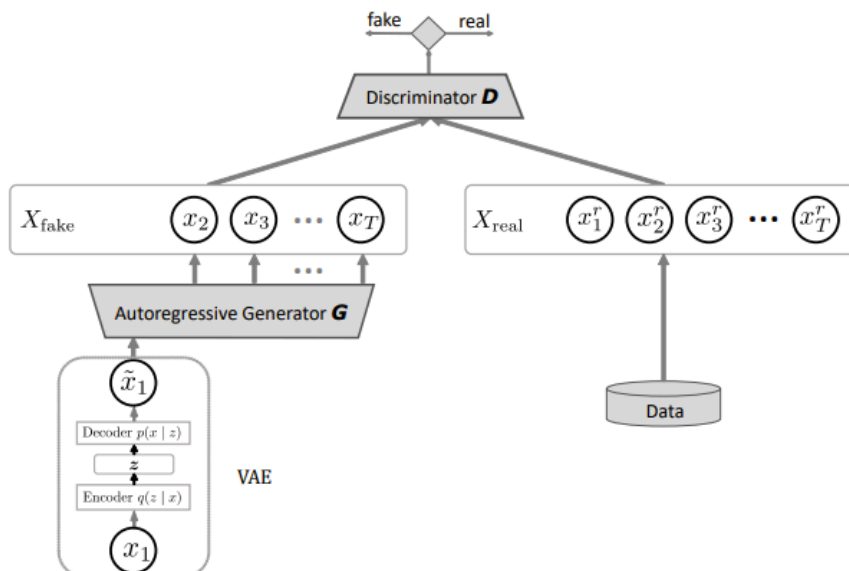 fake real
Discriminator D
X_fake x_2 x_3 ... x_T
X_real x_1^r x_2^r x_3^r ... x_T^r
...
Autoregressive Generator G
x̃_1
Decoder p(x | z)
z
Encoder q(z | x)
x_1
VAE
Data